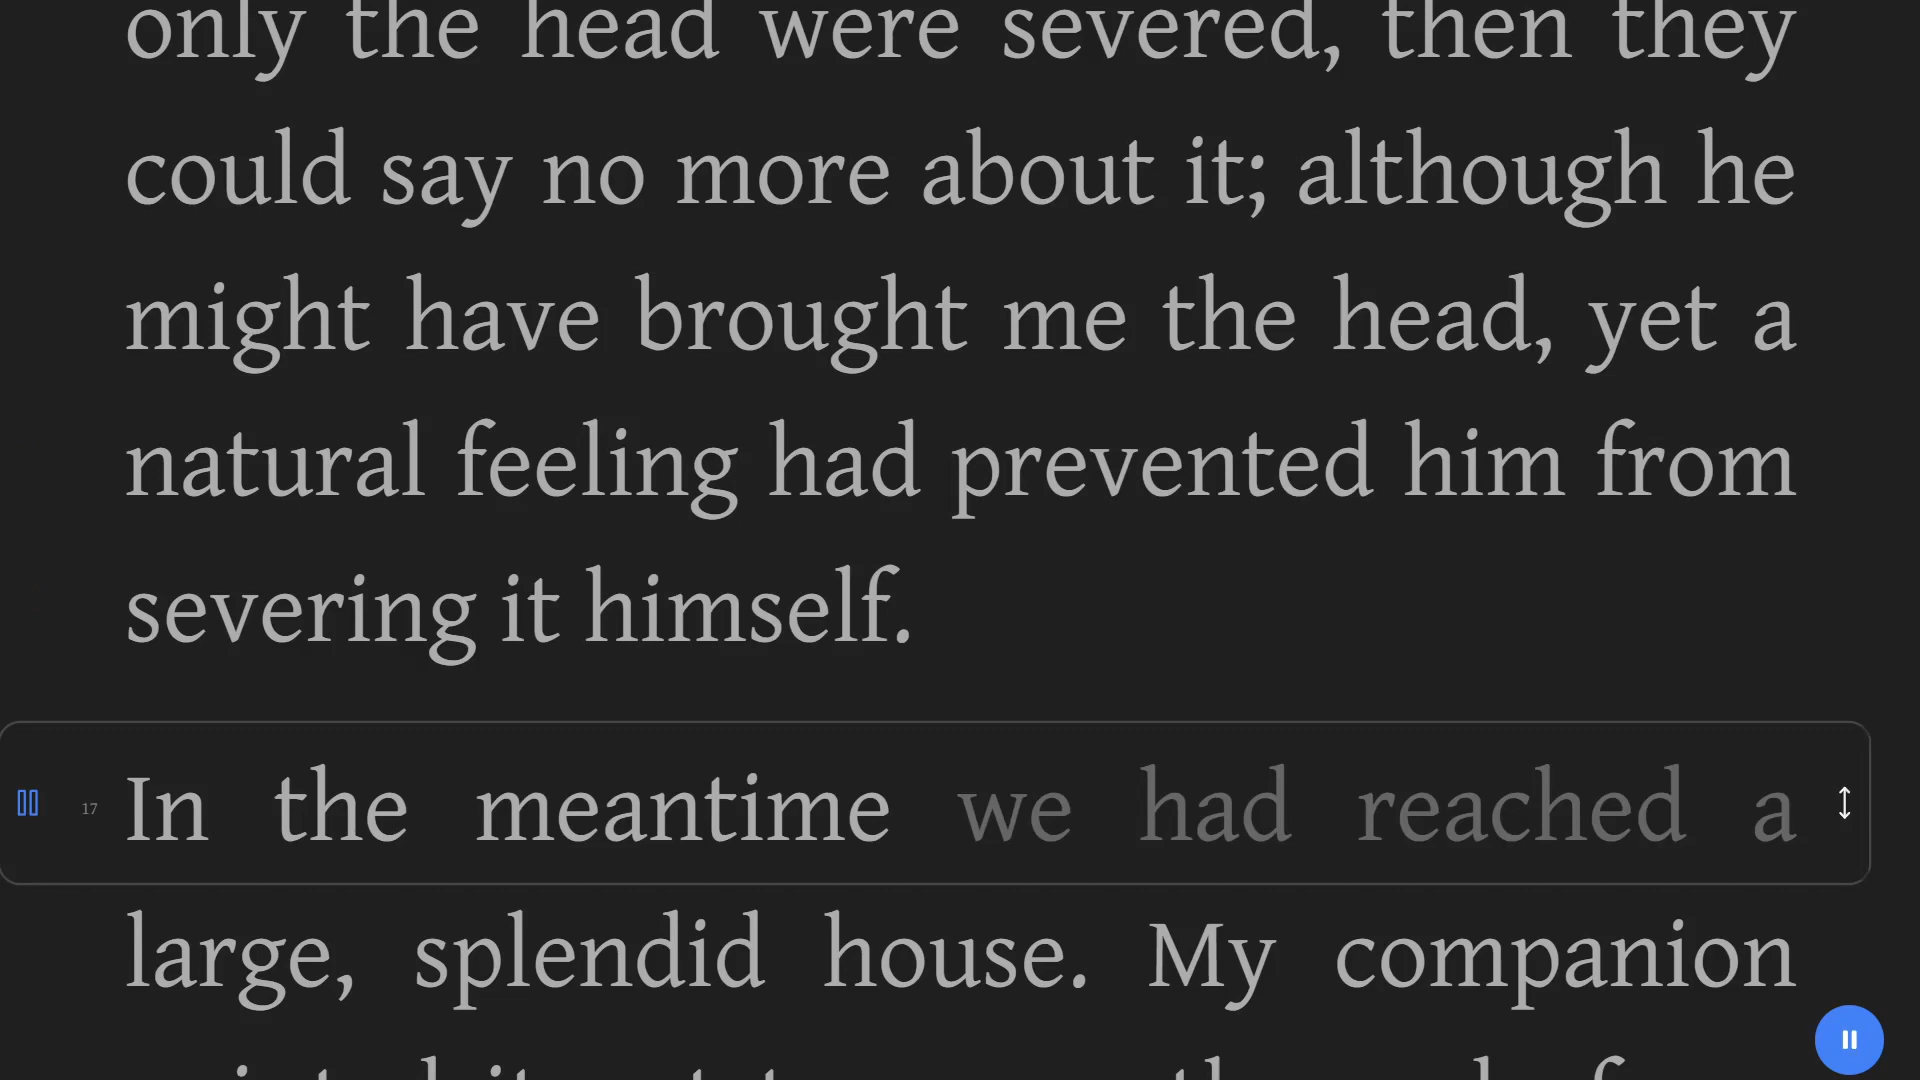 only the head were severed, then they
could say no more about it; although he
might have brought me the head, yet a
natural feeling had prevented him from
severing it himself.
17 In the meantime we had reached a
large, splendid house. My companion